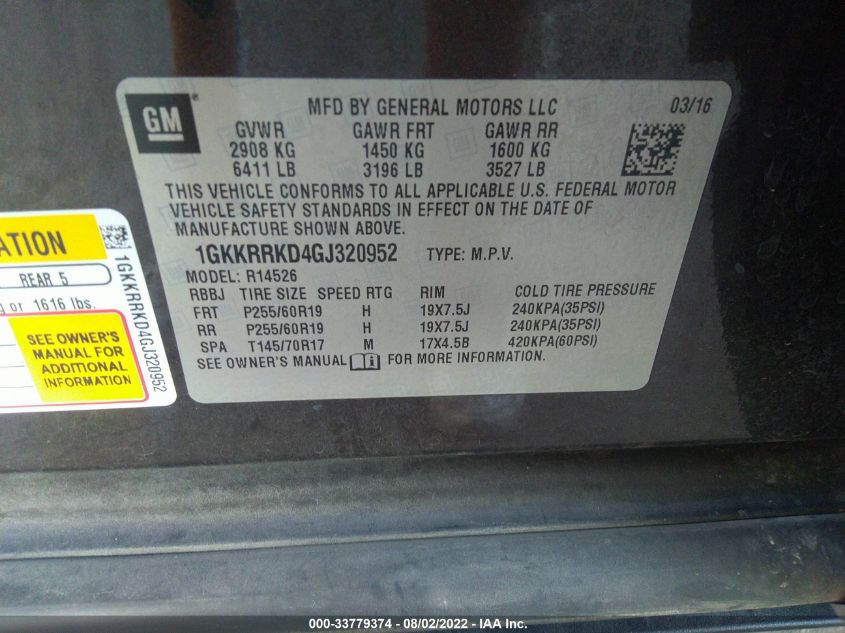 GM
MFD BY GENERAL MOTORS LLC 03/16
GVWR GAWR FRT GAWR RR
2908 KG 1450 KG 1600 KG
6411 LB 3196 LB 3527 LB
THIS VEHICLE CONFORMS TO ALL APPLICABLE U.S. FEDERAL MOTOR
VEHICLE SAFETY STANDARDS IN EFFECT ON THE DATE OF
MANUFACTURE SHOWN ABOVE.
1GKKRRKD4GJ320952 TYPE: M.P.V.
MODEL: R14526
RBBJ TIRE SIZE SPEED RTG RIM COLD TIRE PRESSURE
FRT P255/60R19 H 19X7.5J 240KPA(35PSI)
RR P255/60R19 H 19X7.5J 240KPA(35PSI)
SPA T145/70R17 M 17X4.5B 420KPA(60PSI)
SEE OWNER'S MANUAL FOR MORE INFORMATION.
REAR 5
or 1616 lbs.
SEE OWNER'S
MANUAL FOR
ADDITIONAL
INFORMATION
1GKKRRKD4GJ320952
000-33779374 - 08/02/2022 - IAA Inc.